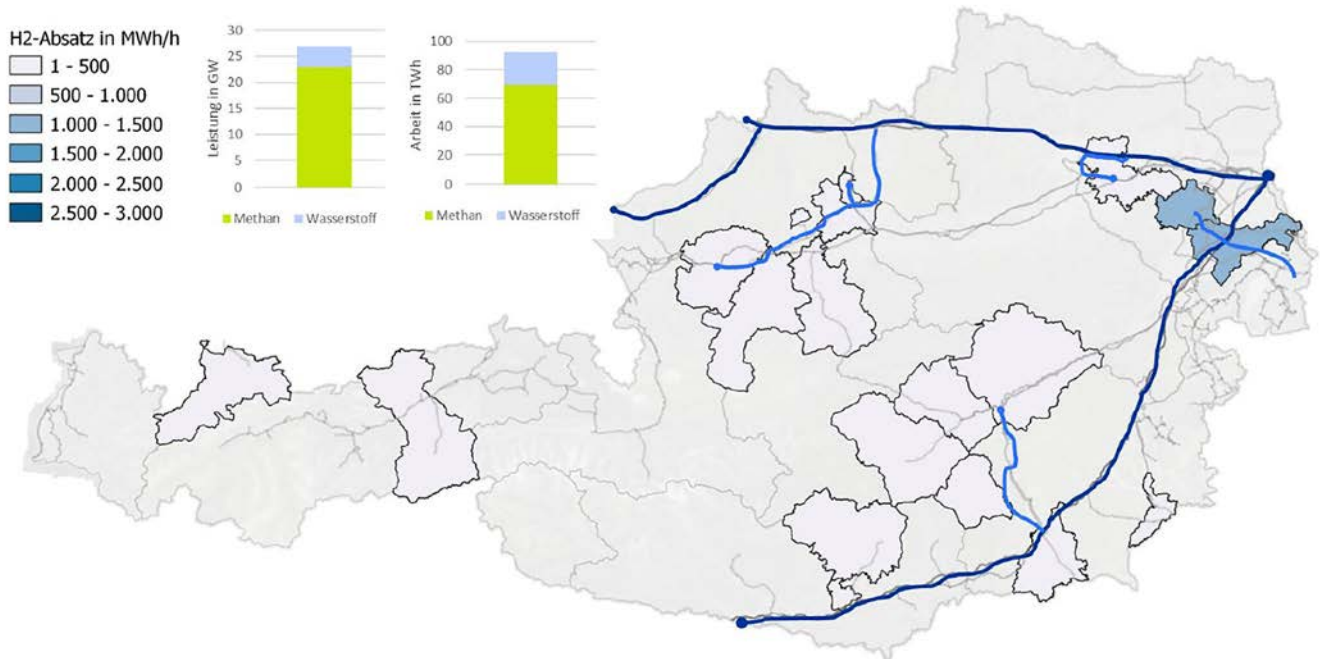 H2-Absatz in MWh/h
1 - 500
500 - 1.000
1.000 - 1.500
1.500 - 2.000
2.000 - 2.500
2.500 - 3.000
Leistung in GW
30
25
20
15
10
5
0
Methan
Wasserstoff
Arbeit in TWh
100
80
60
40
20
0
Methan
Wasserstoff